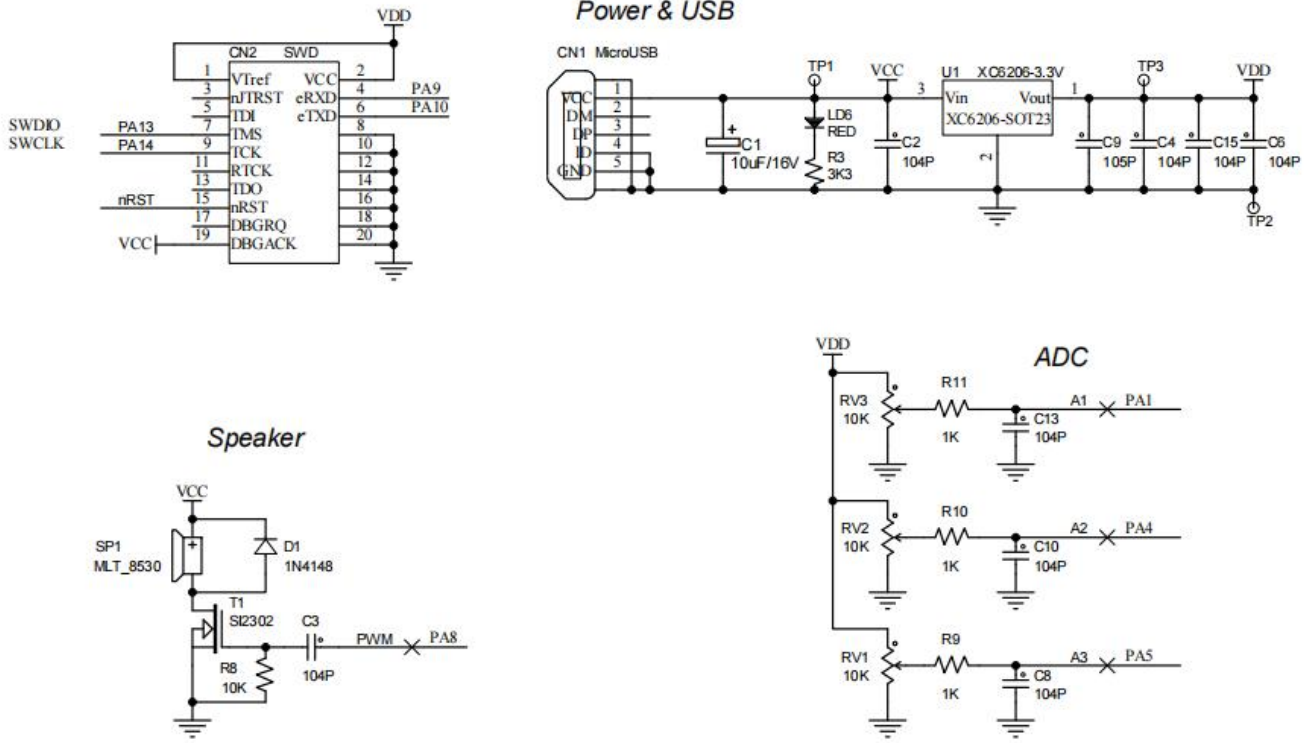 Power & USB
VDD
CN2 SWD
1 VTref VCC 2
3 nJTRST eRXD 4 PA9
5 TDI eTXD 6 PA10
SWDIO PA13 7 TMS 8
SWCLK PA14 9 TCK 10
11 RTCK 12
13 TDO 14
nRST 15 nRST 16
17 DBGRQ 18
VCC 19 DBGACK 20
CN1 MicroUSB
VCC 1
DM 2
DP 3
ID 4
GND 5
C1
10uF/16V
TP1
LD6
RED
R3
3K3
VCC
C2
104P
U1 XC6206-3.3V
3 Vin Vout 1
XC6206-SOT23
2
TP3
VDD
C9
105P
C4
104P
C15
104P
C6
104P
TP2
Speaker
VCC
SP1
MLT_8530
D1
1N4148
T1
SI2302
C3
104P
PWM PA8
R8
10K
ADC
VDD
RV3
10K
R11
1K
A1 PA1
C13
104P
RV2
10K
R10
1K
A2 PA4
C10
104P
RV1
10K
R9
1K
A3 PA5
C8
104P